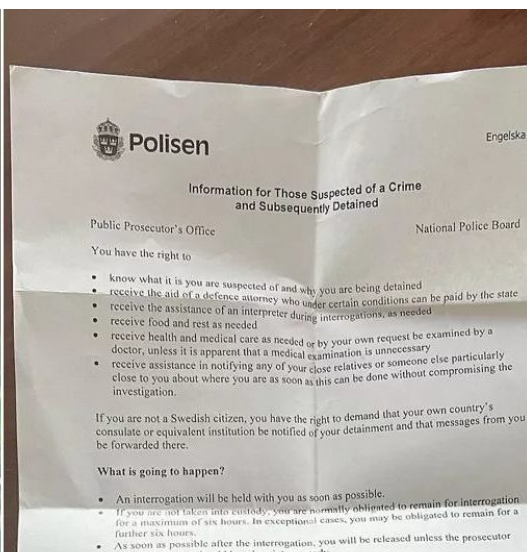 Polisen
Engelska
Information for Those Suspected of a Crime
and Subsequently Detained
Public Prosecutor's Office
National Police Board
You have the right to
• know what it is you are suspected of and why you are being detained
• receive the aid of a defence attorney who under certain conditions can be paid by the state
• receive the assistance of an interpreter during interrogations, as needed
• receive food and rest as needed
• receive health and medical care as needed or by your own request be examined by a
doctor, unless it is apparent that a medical examination is unnecessary
• receive assistance in notifying any of your close relatives or someone else particularly
close to you about where you are as soon as this can be done without compromising the
investigation.
If you are not a Swedish citizen, you have the right to demand that your own country's
consulate or equivalent institution be notified of your detainment and that messages from you
be forwarded there.
What is going to happen?
• An interrogation will be held with you as soon as possible.
• If you are not taken into custody, you are normally obligated to remain for interrogation
for a maximum of six hours. In exceptional cases, you may be obligated to remain for a
further six hours.
• As soon as possible after the interrogation, you will be released unless the prosecutor